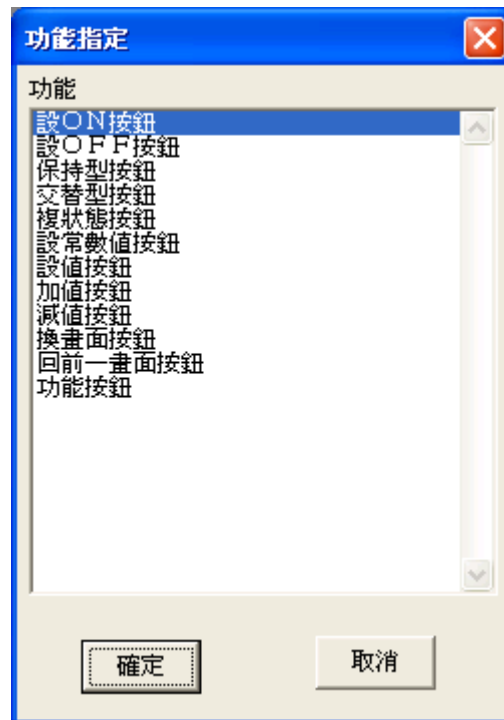 功能指定
功能
設ＯＮ按鈕
設ＯＦＦ按鈕
保持型按鈕
交替型按鈕
複狀態按鈕
設常數值按鈕
設值按鈕
加值按鈕
減值按鈕
換畫面按鈕
回前一畫面按鈕
功能按鈕
確定 取消